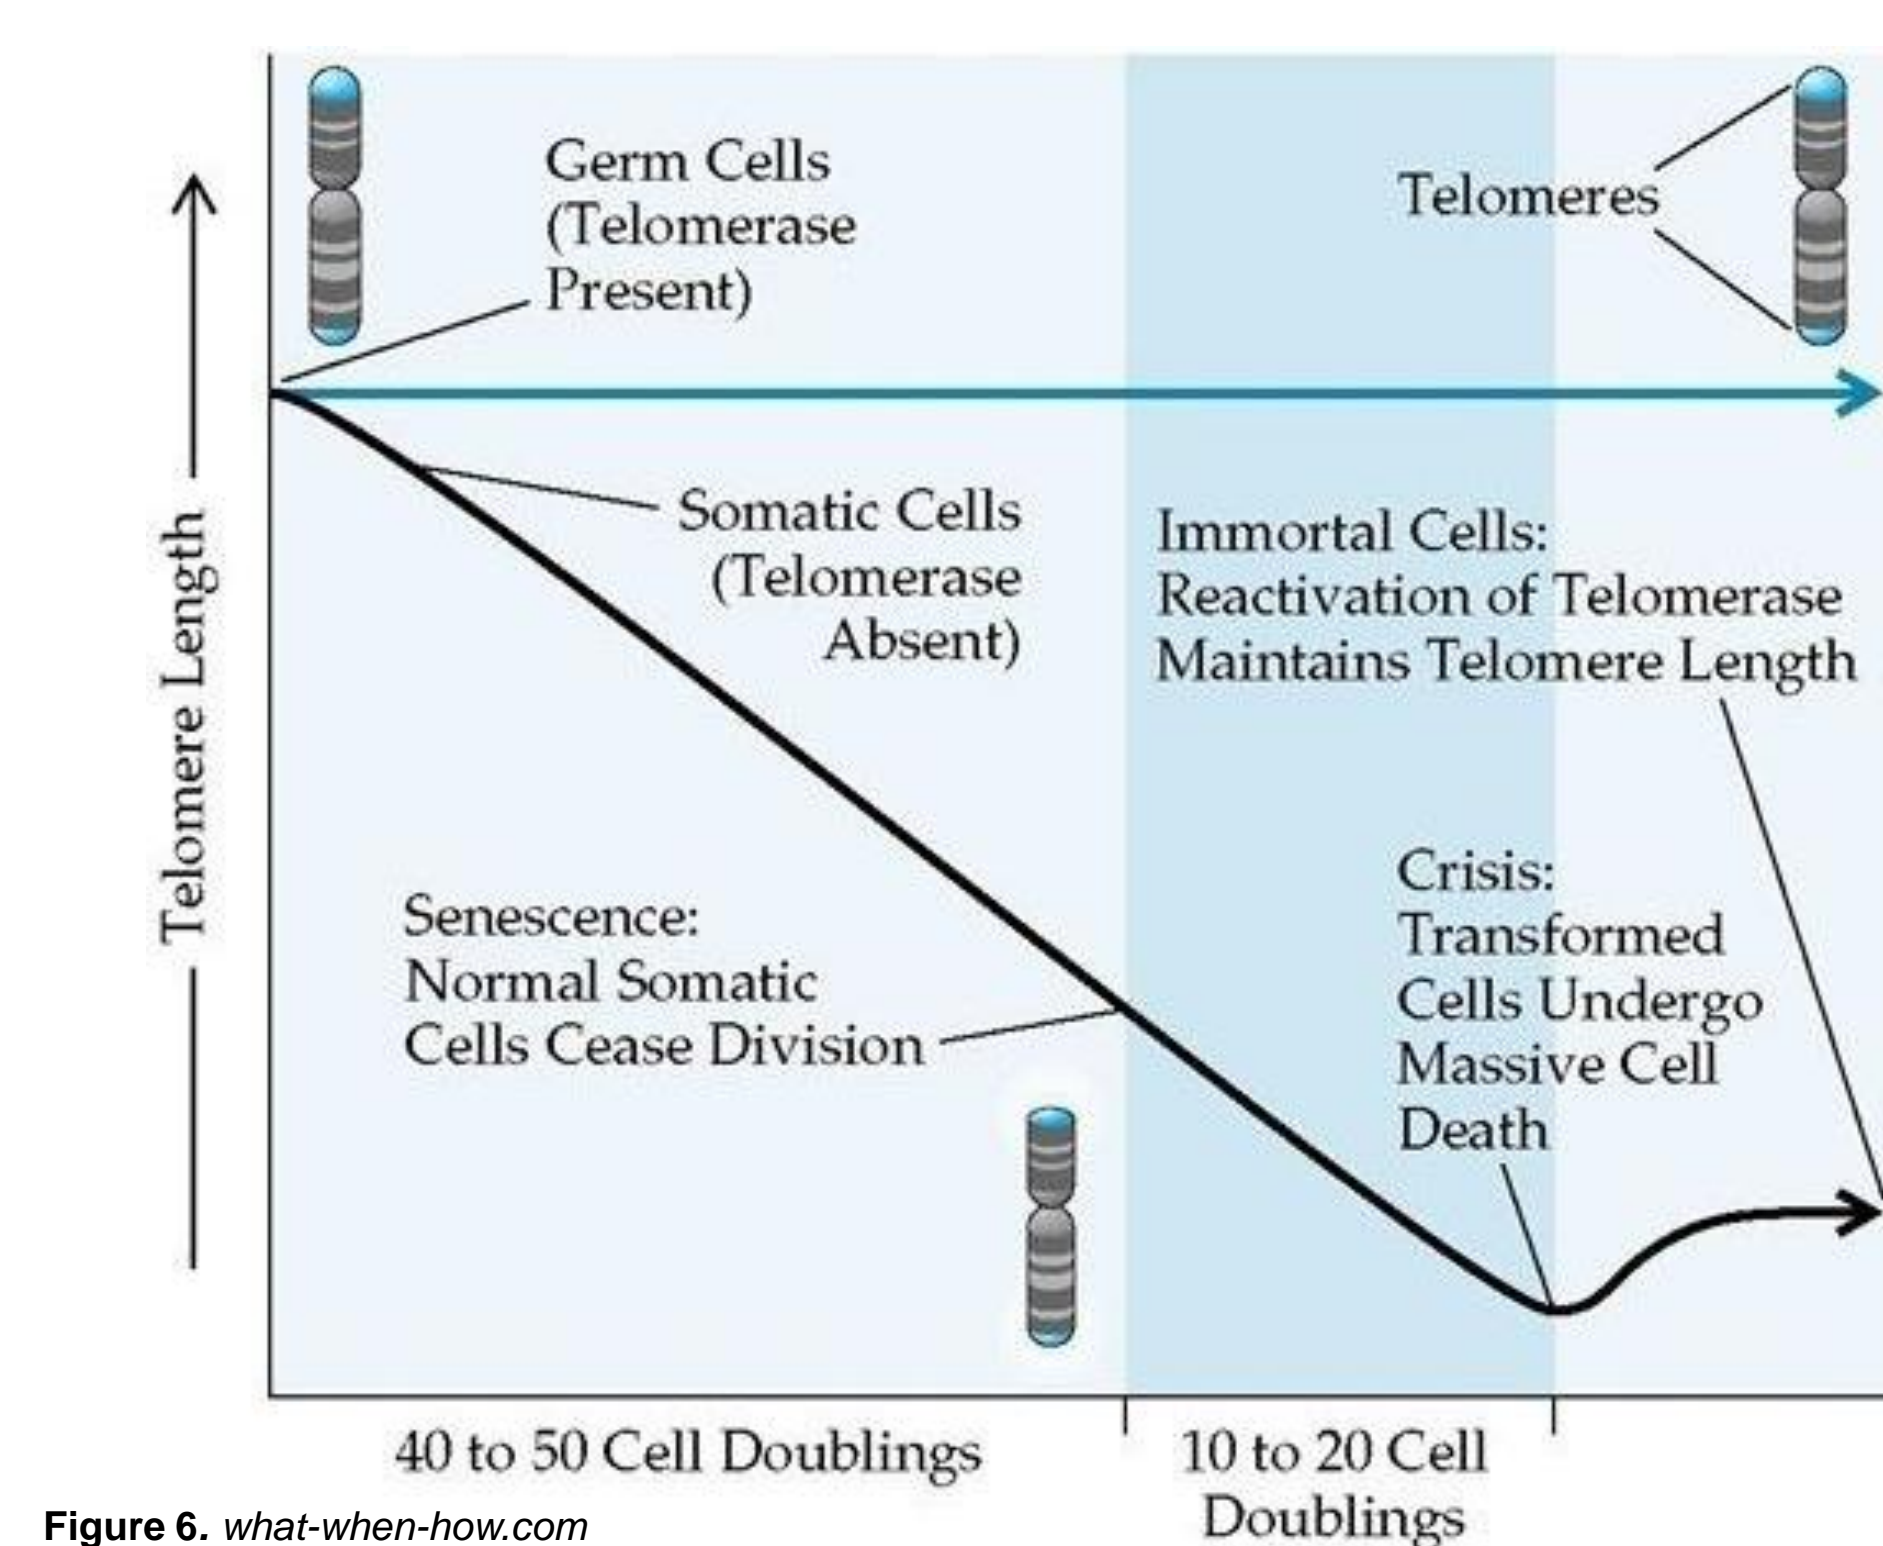 Germ Cells
(Telomerase
Present)
Telomeres
Telomere Length
Somatic Cells
(Telomerase
Absent)
Immortal Cells:
Reactivation of Telomerase
Maintains Telomere Length
Senescence:
Normal Somatic
Cells Cease Division
Crisis:
Transformed
Cells Undergo
Massive Cell
Death
40 to 50 Cell Doublings
10 to 20 Cell
Doublings
Figure 6. what-when-how.com